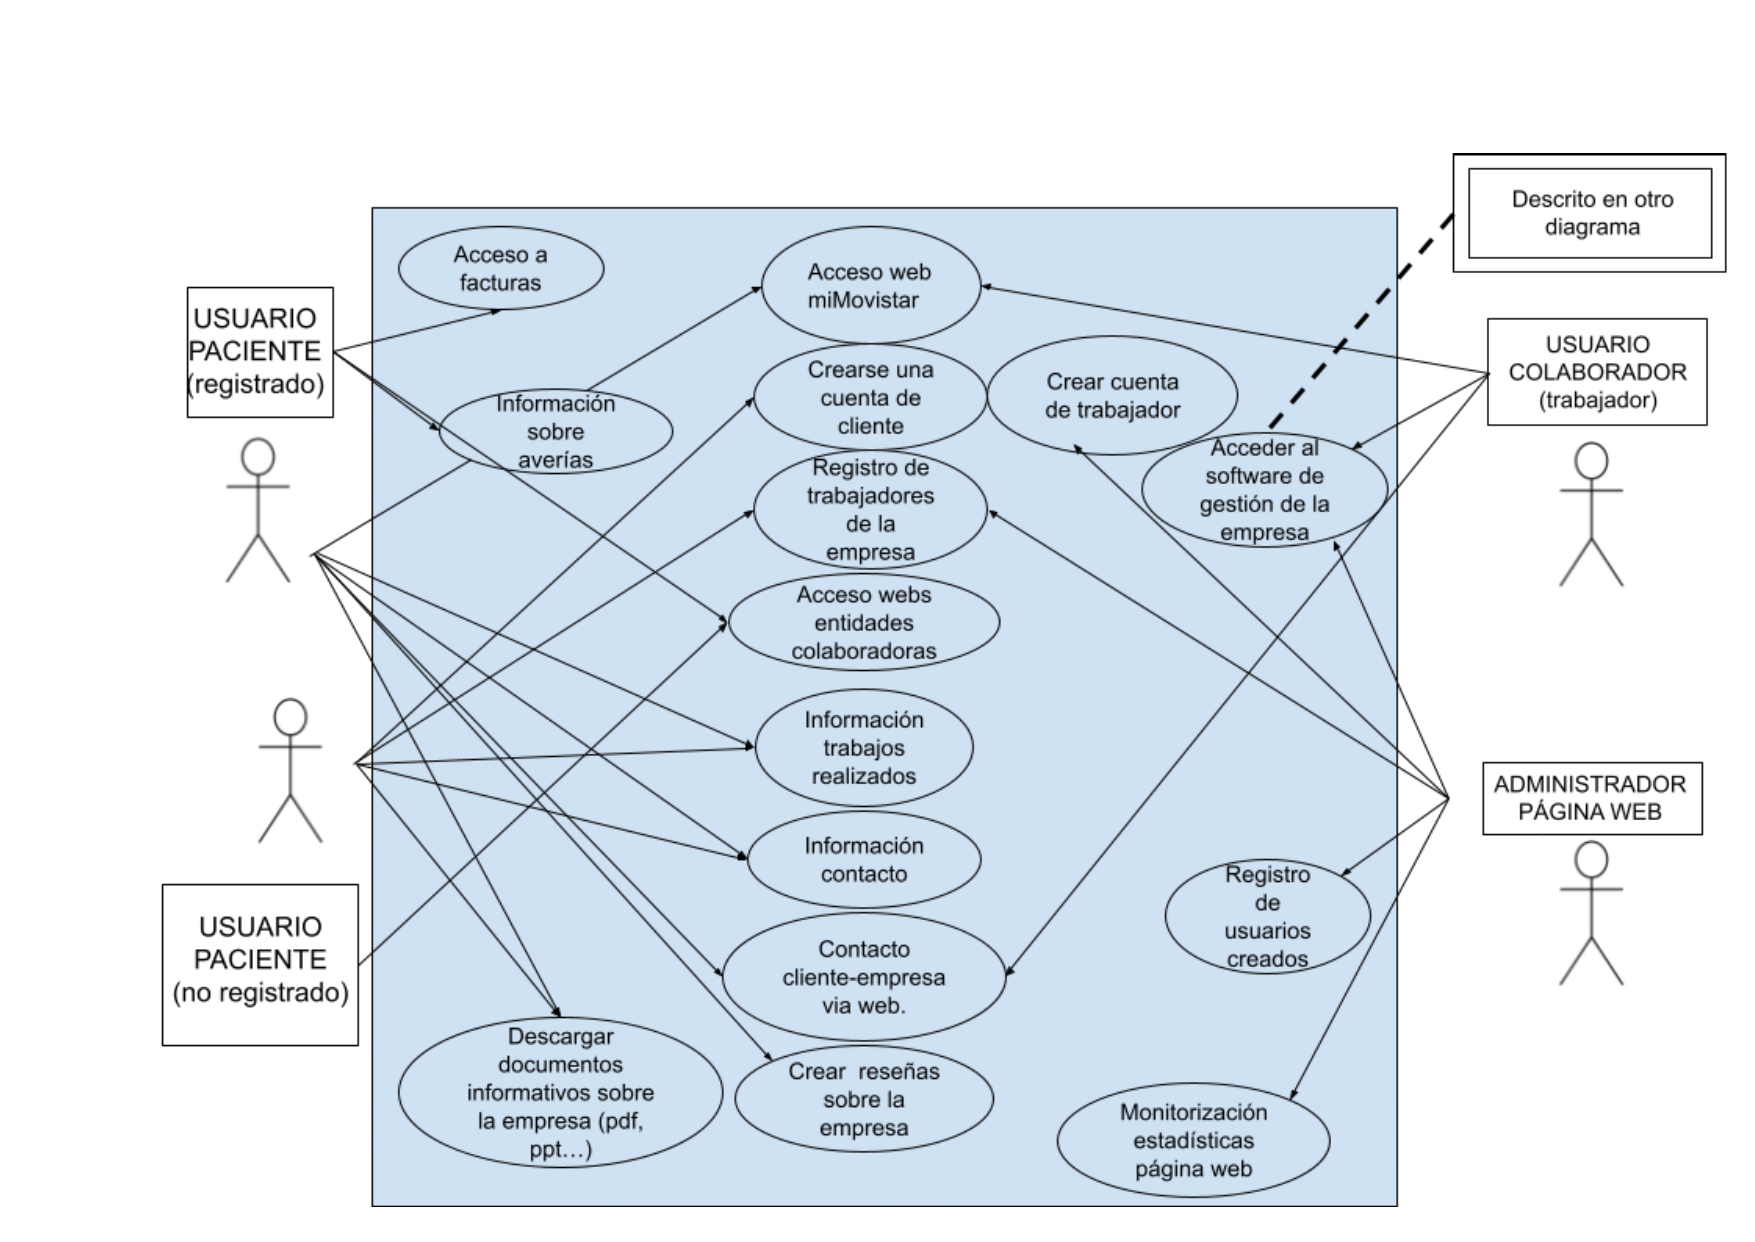 Descrito en otro
diagrama
Acceso a
facturas
Acceso web
miMovistar
USUARIO
PACIENTE
(registrado)
USUARIO
COLABORADOR
(trabajador)
Crearse una
cuenta de
cliente
Crear cuenta
de trabajador
Información
sobre
averías
Acceder al
software de
gestión de la
empresa
Registro de
trabajadores
de la
empresa
Acceso webs
entidades
colaboradoras
Información
trabajos
realizados
ADMINISTRADOR
PÁGINA WEB
Información
contacto
Registro
de
usuarios
creados
USUARIO
PACIENTE
(no registrado)
Contacto
cliente-empresa
via web.
Descargar
documentos
informativos sobre
la empresa (pdf,
ppt…)
Crear reseñas
sobre la
empresa
Monitorización
estadísticas
página web